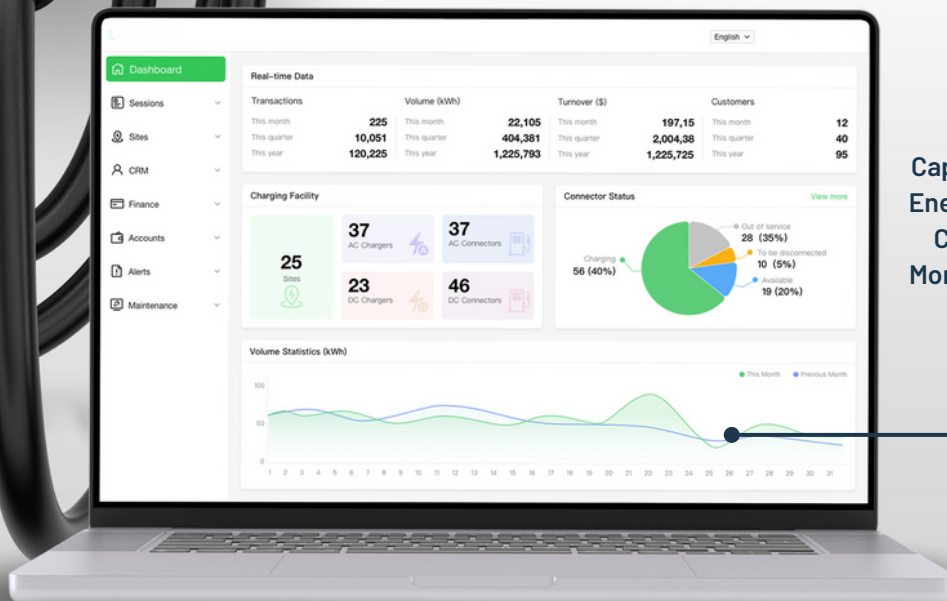 English
Dashboard
Sessions
Sites
CRM
Finance
Accounts
Alerts
Maintenance
Real-time Data
Transactions
This month 225
This quarter 10,051
This year 120,225
Volume (kWh)
This month 22,105
This quarter 404,381
This year 1,225,793
Turnover ($)
This month 197,15
This quarter 2,004,38
This year 1,225,725
Customers
This month 12
This quarter 40
This year 95
Charging Facility
25
Sites
37
AC Chargers
37
AC Connectors
23
DC Chargers
46
DC Connectors
Connector Status
View more
Charging
56 (40%)
Out of service
28 (35%)
To be disconnected
10 (5%)
Available
19 (20%)
Volume Statistics (kWh)
This Month Previous Month
100
50
0
1 2 3 4 5 6 7 8 9 10 11 12 13 14 15 16 17 18 19 20 21 22 23 24 25 26 27 28 29 30 31
Cap
Ene
C
Mor